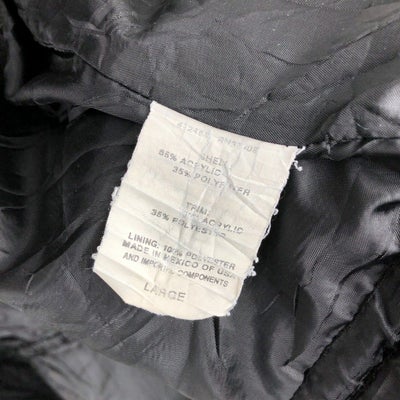 SHELL
65% ACRYLIC
35% POLYESTER
TRIM:
ACRYLIC
35% POLYESTER
LINING: 100% POLYESTER
MADE IN MEXICO OF USA
AND IMPORTED COMPONENTS
LARGE